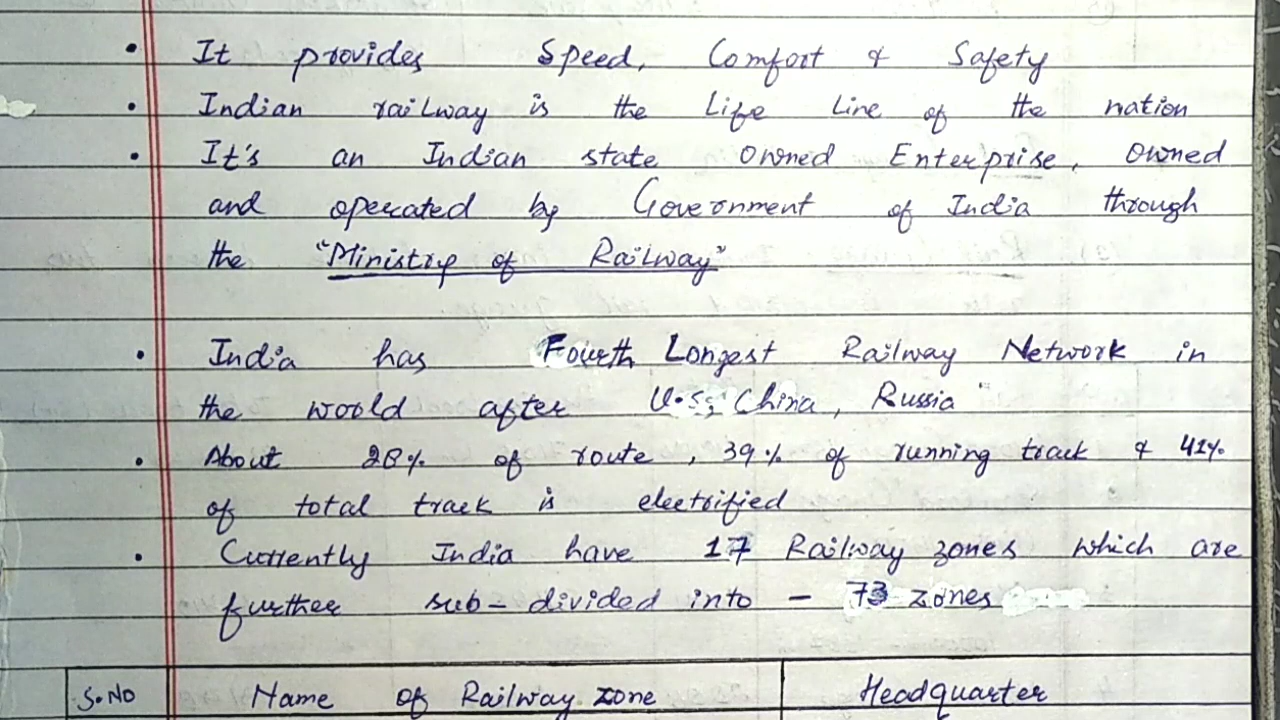 • It provides Speed, Comfort & Safety
• Indian railway is the Life Line of the nation
• It's an Indian state owned Enterprise, owned
and operated by Government of India through
the "Ministry of Railway"
• India has Fourth Longest Railway Network in
the world after U.S, China, Russia
• About 28% of route, 39% of running track & 41%
of total track is electrified
• Currently India have 17 Railway zones which are
further sub-divided into - 73 zones
S.No Name of Railway zone Headquarter